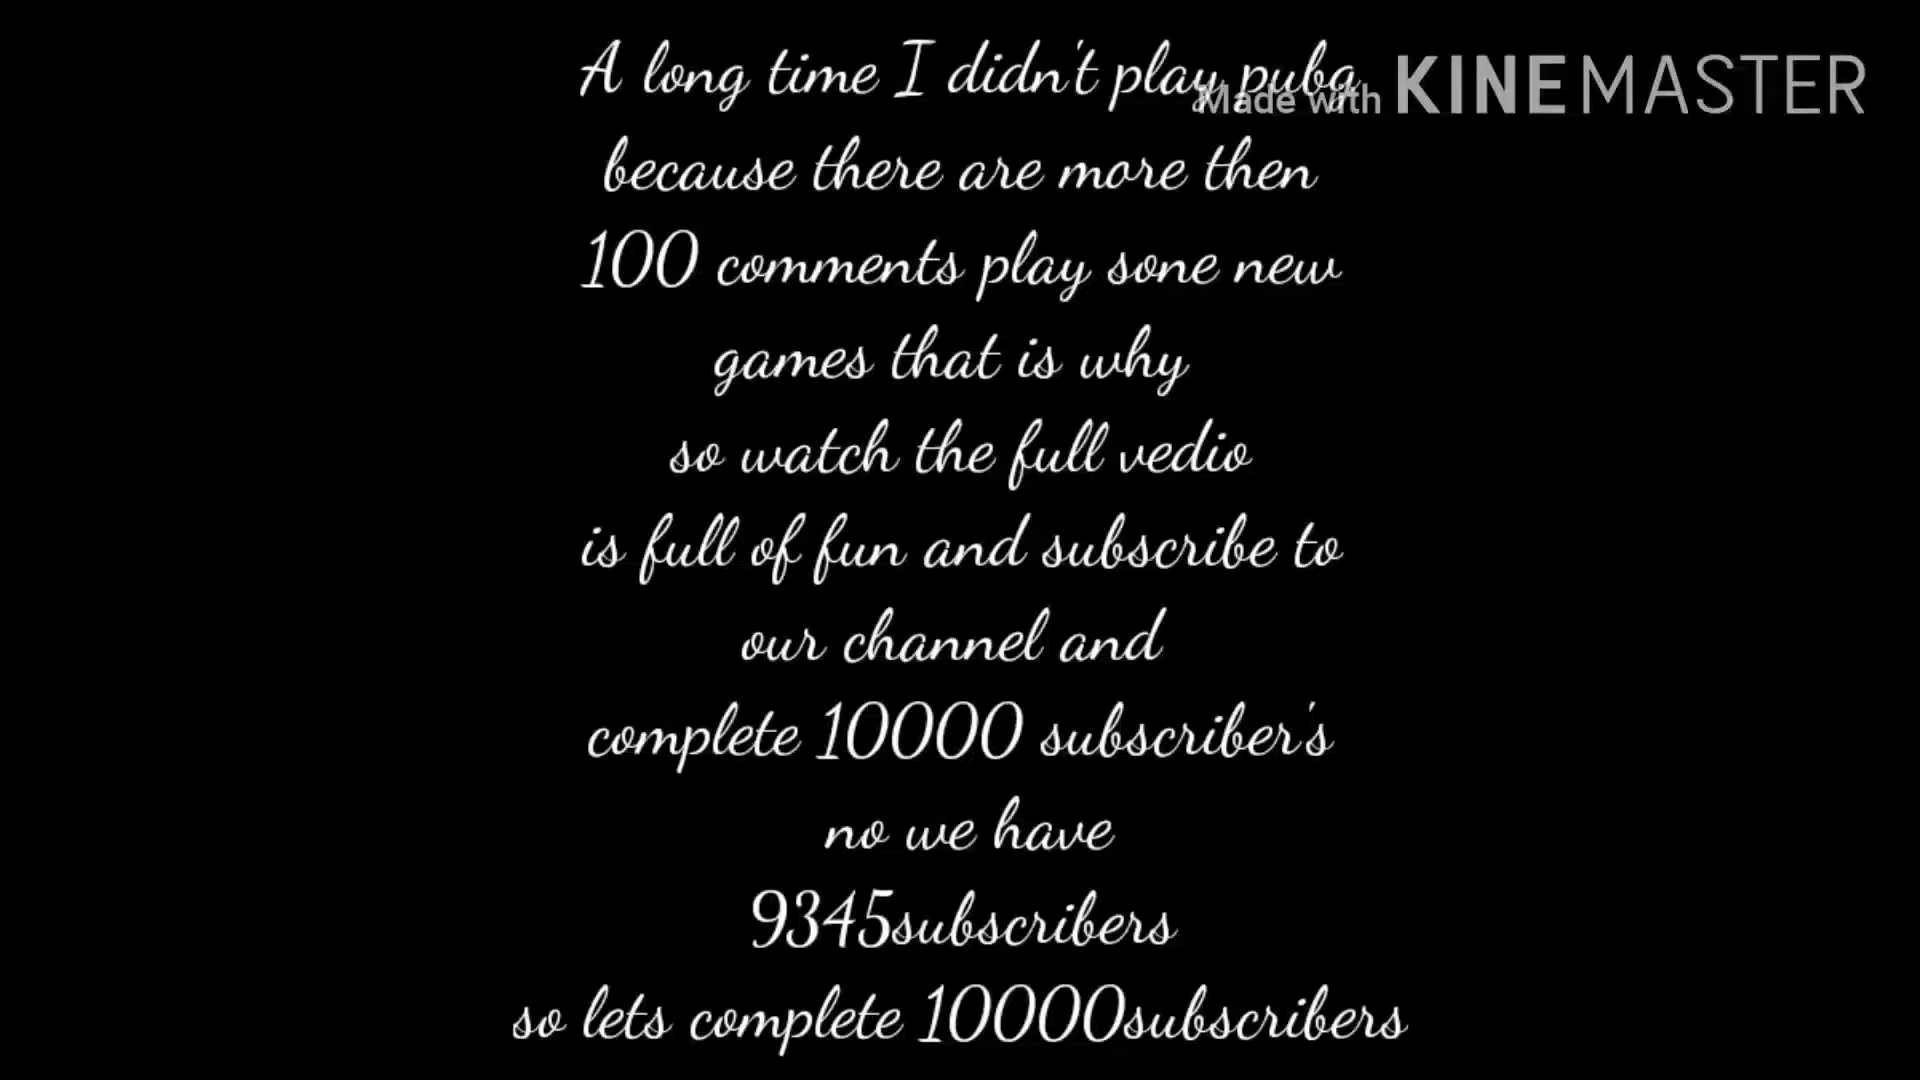 A long time I didn't play pubg
Made with KINEMASTER
because there are more then
100 comments play sone new
games that is why
so watch the full vedio
is full of fun and subscribe to
our channel and
complete 10000 subscriber's
no we have
9345subscribers
so lets complete 10000subscribers